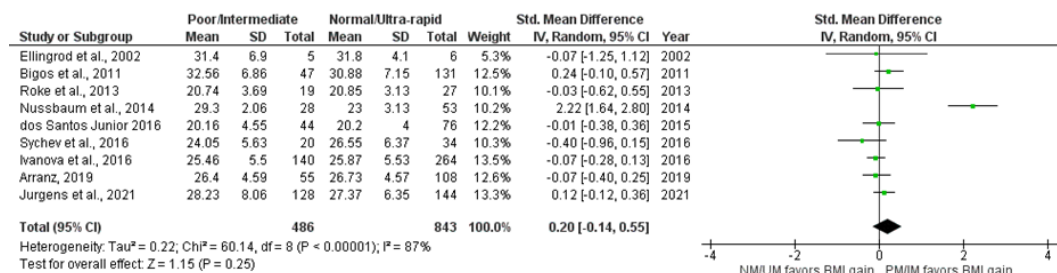 Poor/Intermediate Normal/Ultra-rapid Std. Mean Difference Std. Mean Difference
Study or Subgroup Mean SD Total Mean SD Total Weight IV, Random, 95% CI Year IV, Random, 95% CI
Ellingrod et al., 2002 31.4 6.9 5 31.8 4.1 6 5.3% -0.07 [-1.25, 1.12] 2002
Bigos et al., 2011 32.56 6.86 47 30.88 7.15 131 12.2% 0.24 [-0.10, 0.57] 2011
Roke et al., 2013 20.74 3.69 19 20.85 3.13 27 9.9% -0.03 [-0.62, 0.55] 2013
Nussbaum et al., 2014 29.3 2.06 28 23 3.13 53 9.9% 2.22 [1.64, 2.80] 2014
dos Santos Junior 2016 20.16 4.55 44 20.2 4 76 11.9% -0.01 [-0.38, 0.36] 2015
Sychev et al., 2016 24.05 5.63 20 26.55 6.37 34 10.2% -0.40 [-0.96, 0.15] 2016
Ivanova et al., 2016 25.46 5.5 140 25.87 5.53 264 13.3% -0.07 [-0.28, 0.13] 2016
Arranz, 2019 26.4 4.59 55 26.73 4.57 108 12.3% -0.07 [-0.40, 0.25] 2019
Jurgens et al., 2021 28.23 8.06 128 27.37 6.35 144 13.0% 0.12 [-0.12, 0.36] 2021
Total (95% CI) 486 843 100.0% 0.20 [-0.14, 0.55]
Heterogeneity: Tau² = 0.22; Chi² = 60.14, df = 8 (P < 0.00001); I² = 87%
Test for overall effect: Z = 1.15 (P = 0.25)
-4 -2 0 2 4
NM/UM favors BMI gain PM/IM favors BMI gain